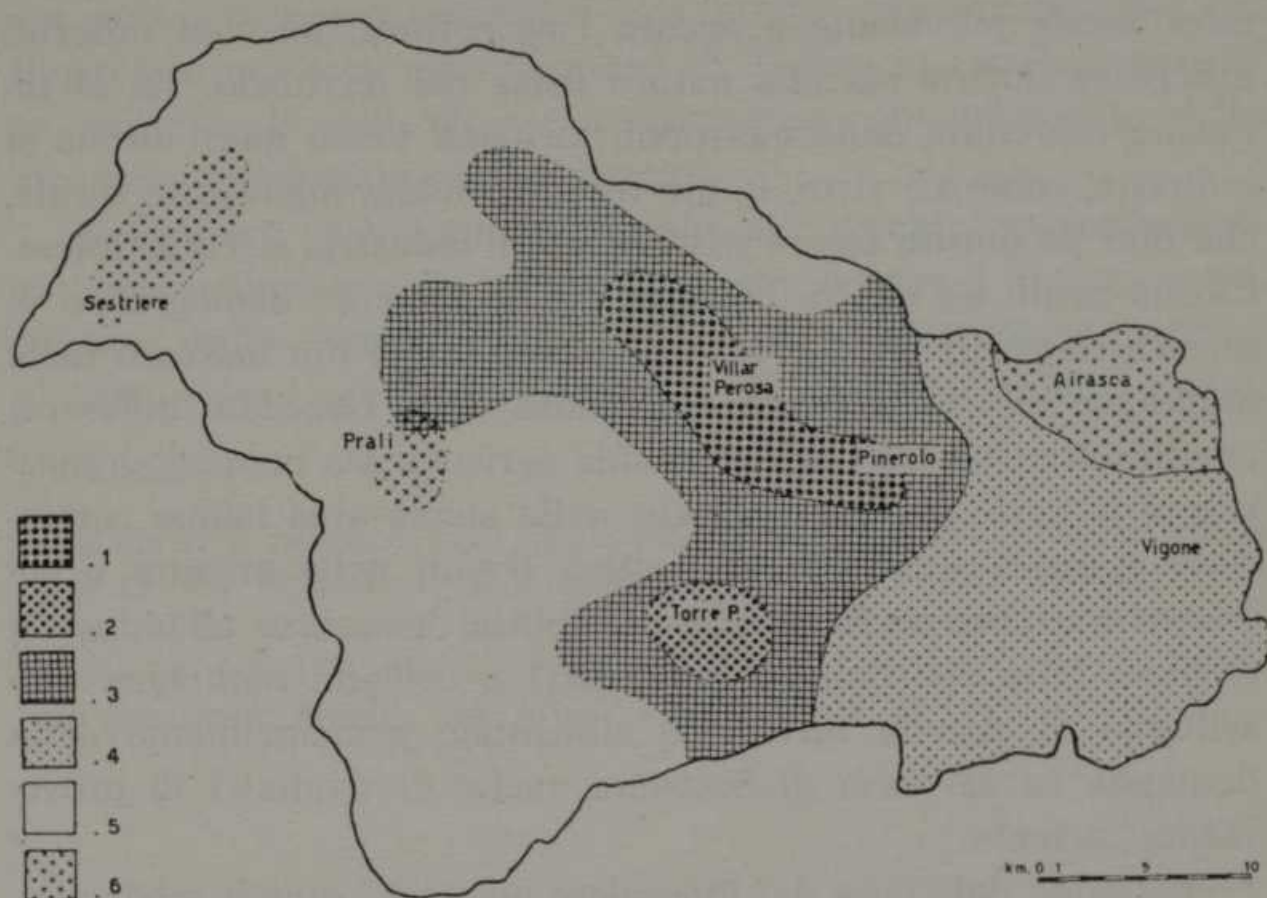 Sestriere
Villar
Perosa
Airasca
Prali
Pinerolo
Vigone
Torre P.
.1
.2
.3
.4
.5
.6
km. 0 1 5 10